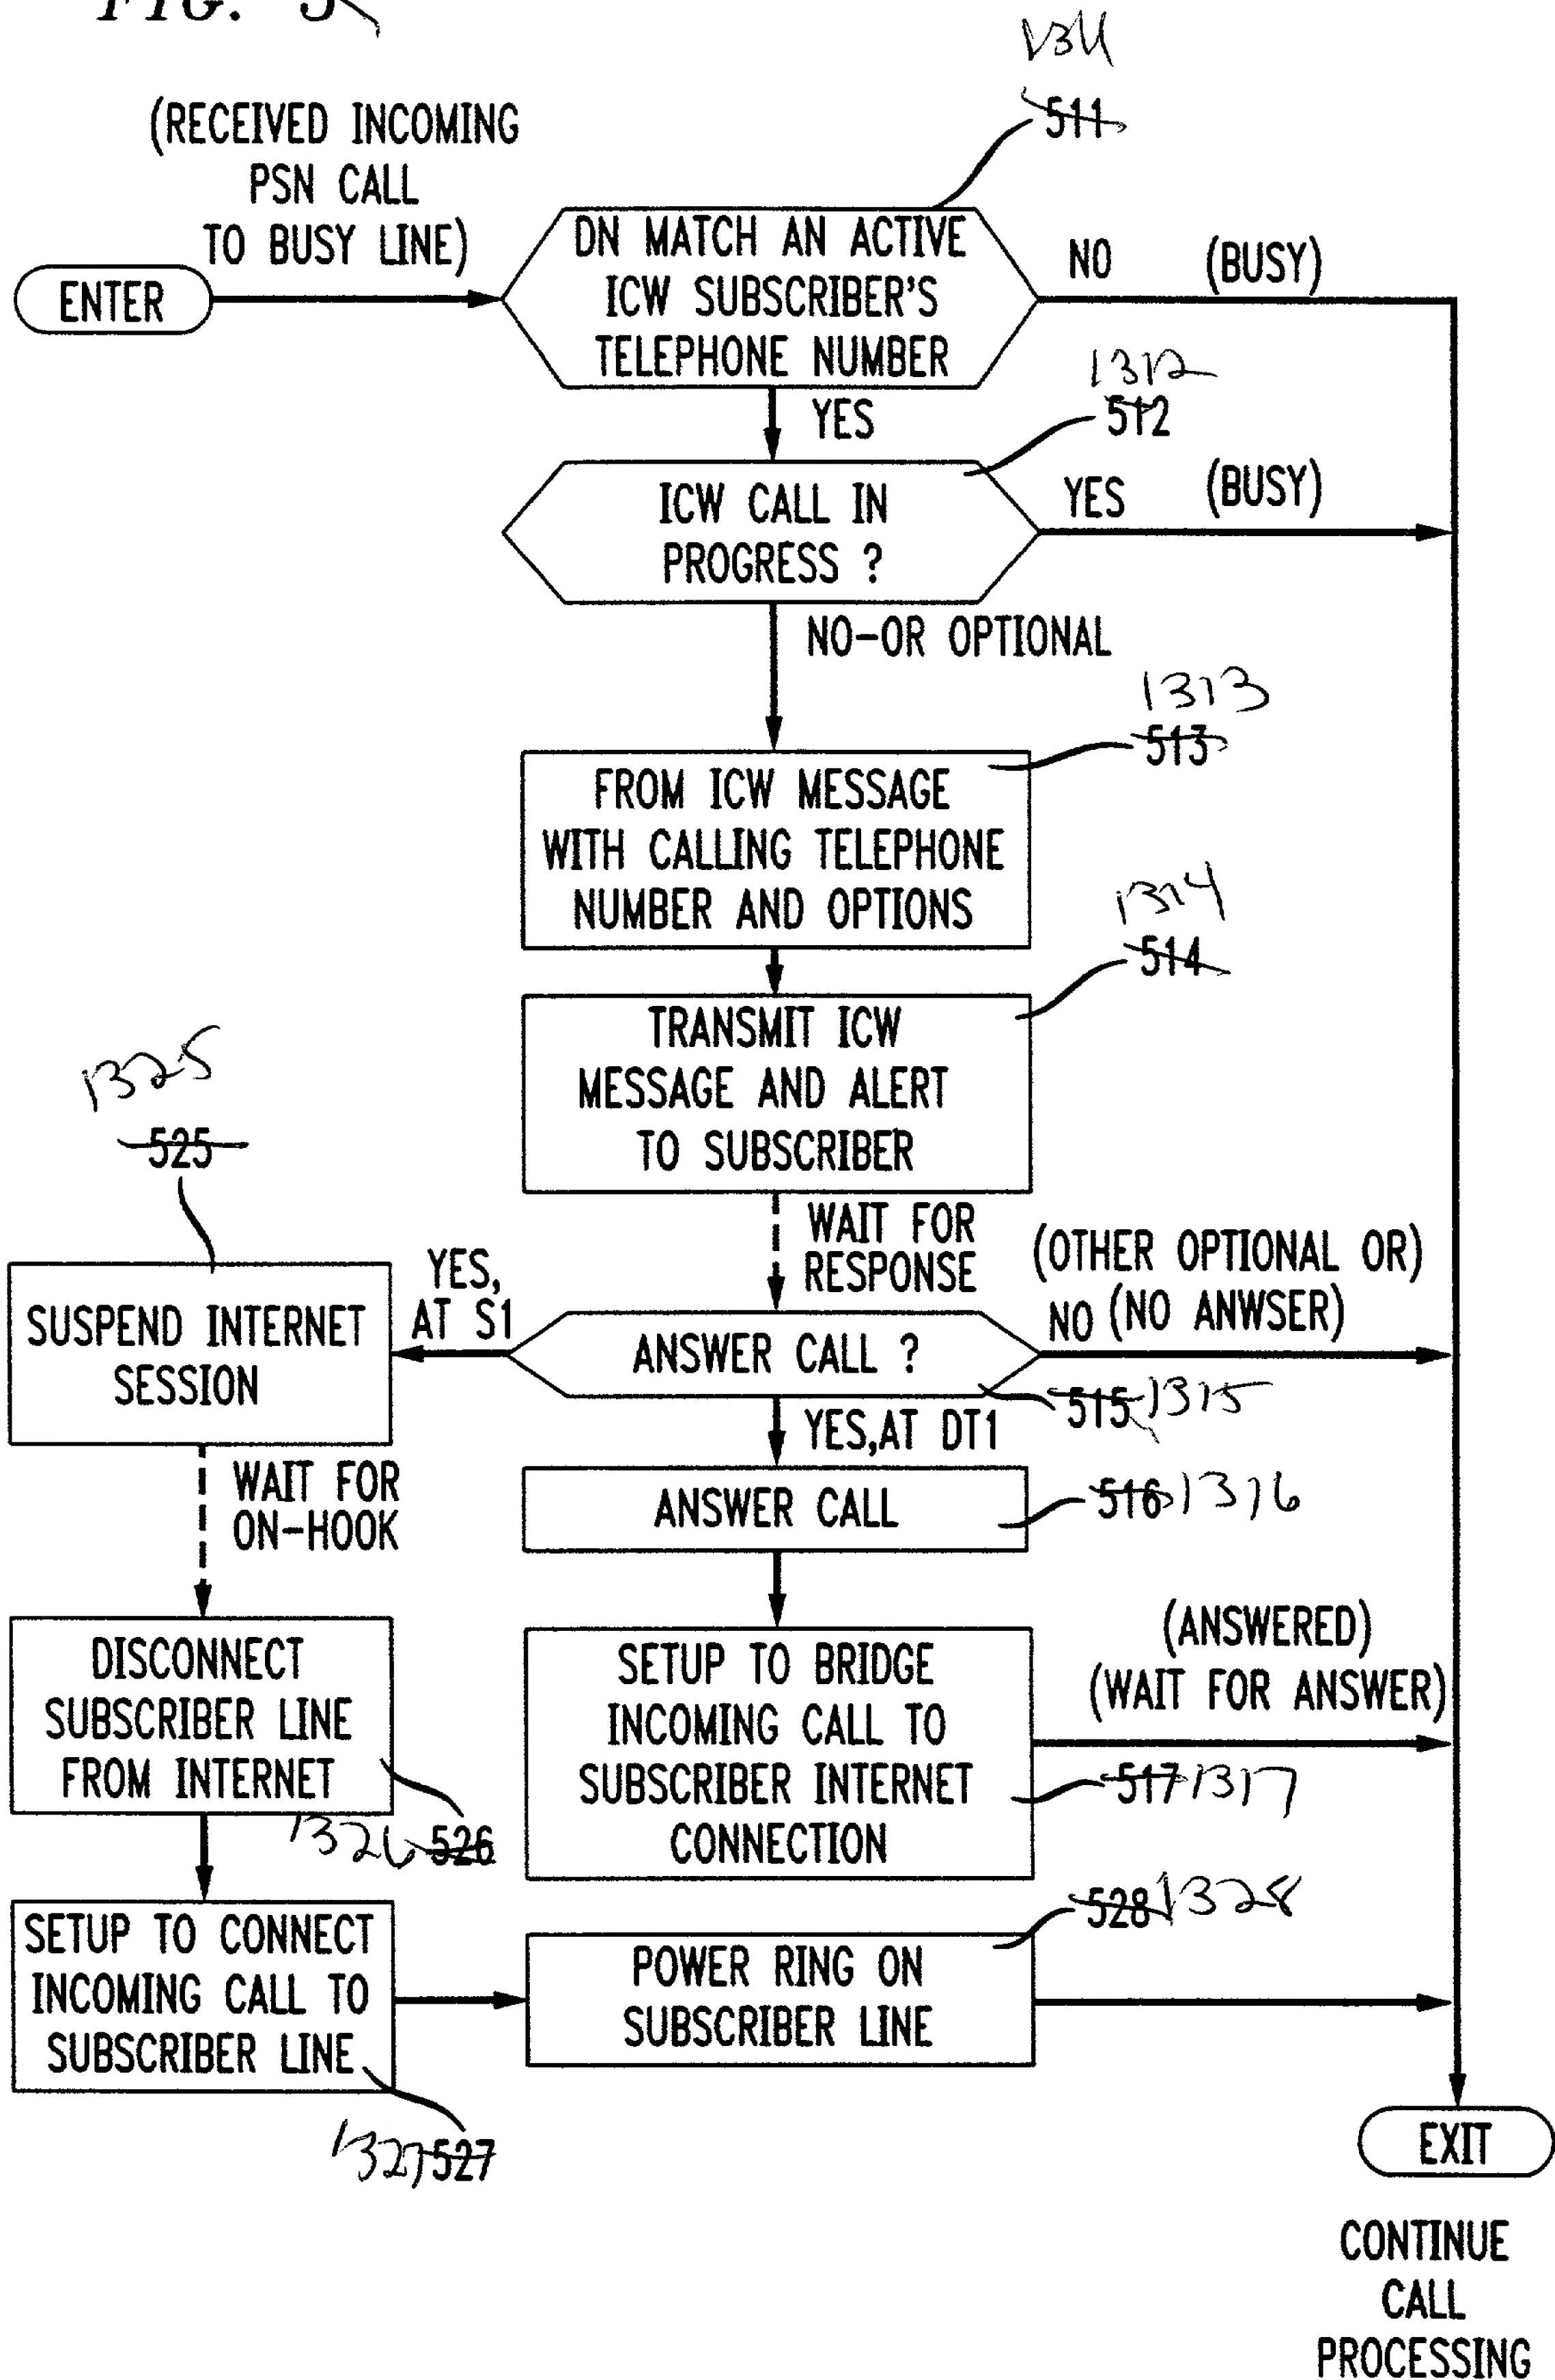 FIG. 5
1311
511
(RECEIVED INCOMING
PSN CALL
TO BUSY LINE)
ENTER
DN MATCH AN ACTIVE
ICW SUBSCRIBER'S
TELEPHONE NUMBER
NO (BUSY)
YES
1312
512
ICW CALL IN
PROGRESS ?
YES (BUSY)
NO-OR OPTIONAL
1313
513
FROM ICW MESSAGE
WITH CALLING TELEPHONE
NUMBER AND OPTIONS
1314
514
TRANSMIT ICW
MESSAGE AND ALERT
TO SUBSCRIBER
1325
525
WAIT FOR
RESPONSE
SUSPEND INTERNET
SESSION
YES,
AT S1
ANSWER CALL ?
(OTHER OPTIONAL OR)
NO (NO ANWSER)
515 1315
YES,AT DT1
WAIT FOR
ON-HOOK
ANSWER CALL
516 1316
DISCONNECT
SUBSCRIBER LINE
FROM INTERNET
1326 526
SETUP TO BRIDGE
INCOMING CALL TO
SUBSCRIBER INTERNET
CONNECTION
(ANSWERED)
(WAIT FOR ANSWER)
517 1317
SETUP TO CONNECT
INCOMING CALL TO
SUBSCRIBER LINE
1327 527
528 1328
POWER RING ON
SUBSCRIBER LINE
EXIT
CONTINUE
CALL
PROCESSING